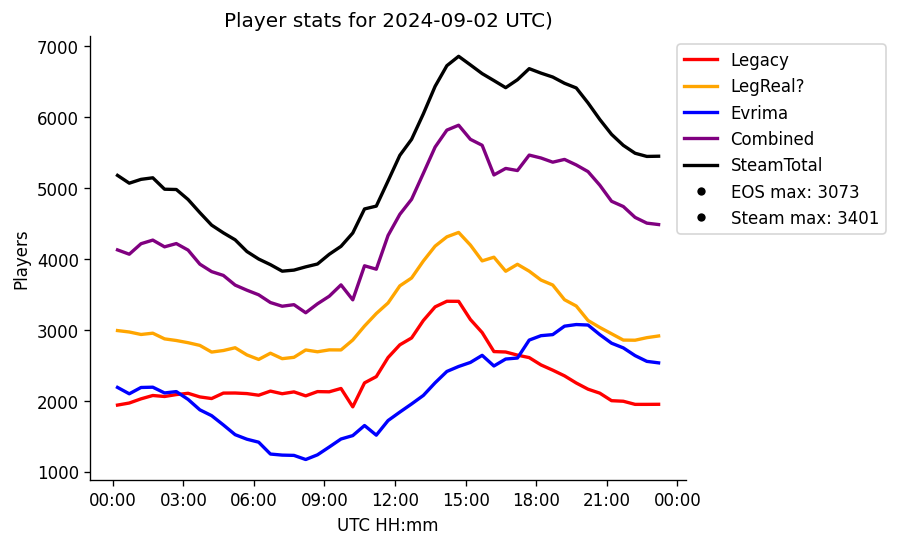 Player stats for 2024-09-02 UTC)
7000
6000
5000
4000
3000
2000
1000
Players
00:00 03:00 06:00 09:00 12:00 15:00 18:00 21:00 00:00
UTC HH:mm
Legacy
LegReal?
Evrima
Combined
SteamTotal
EOS max: 3073
Steam max: 3401